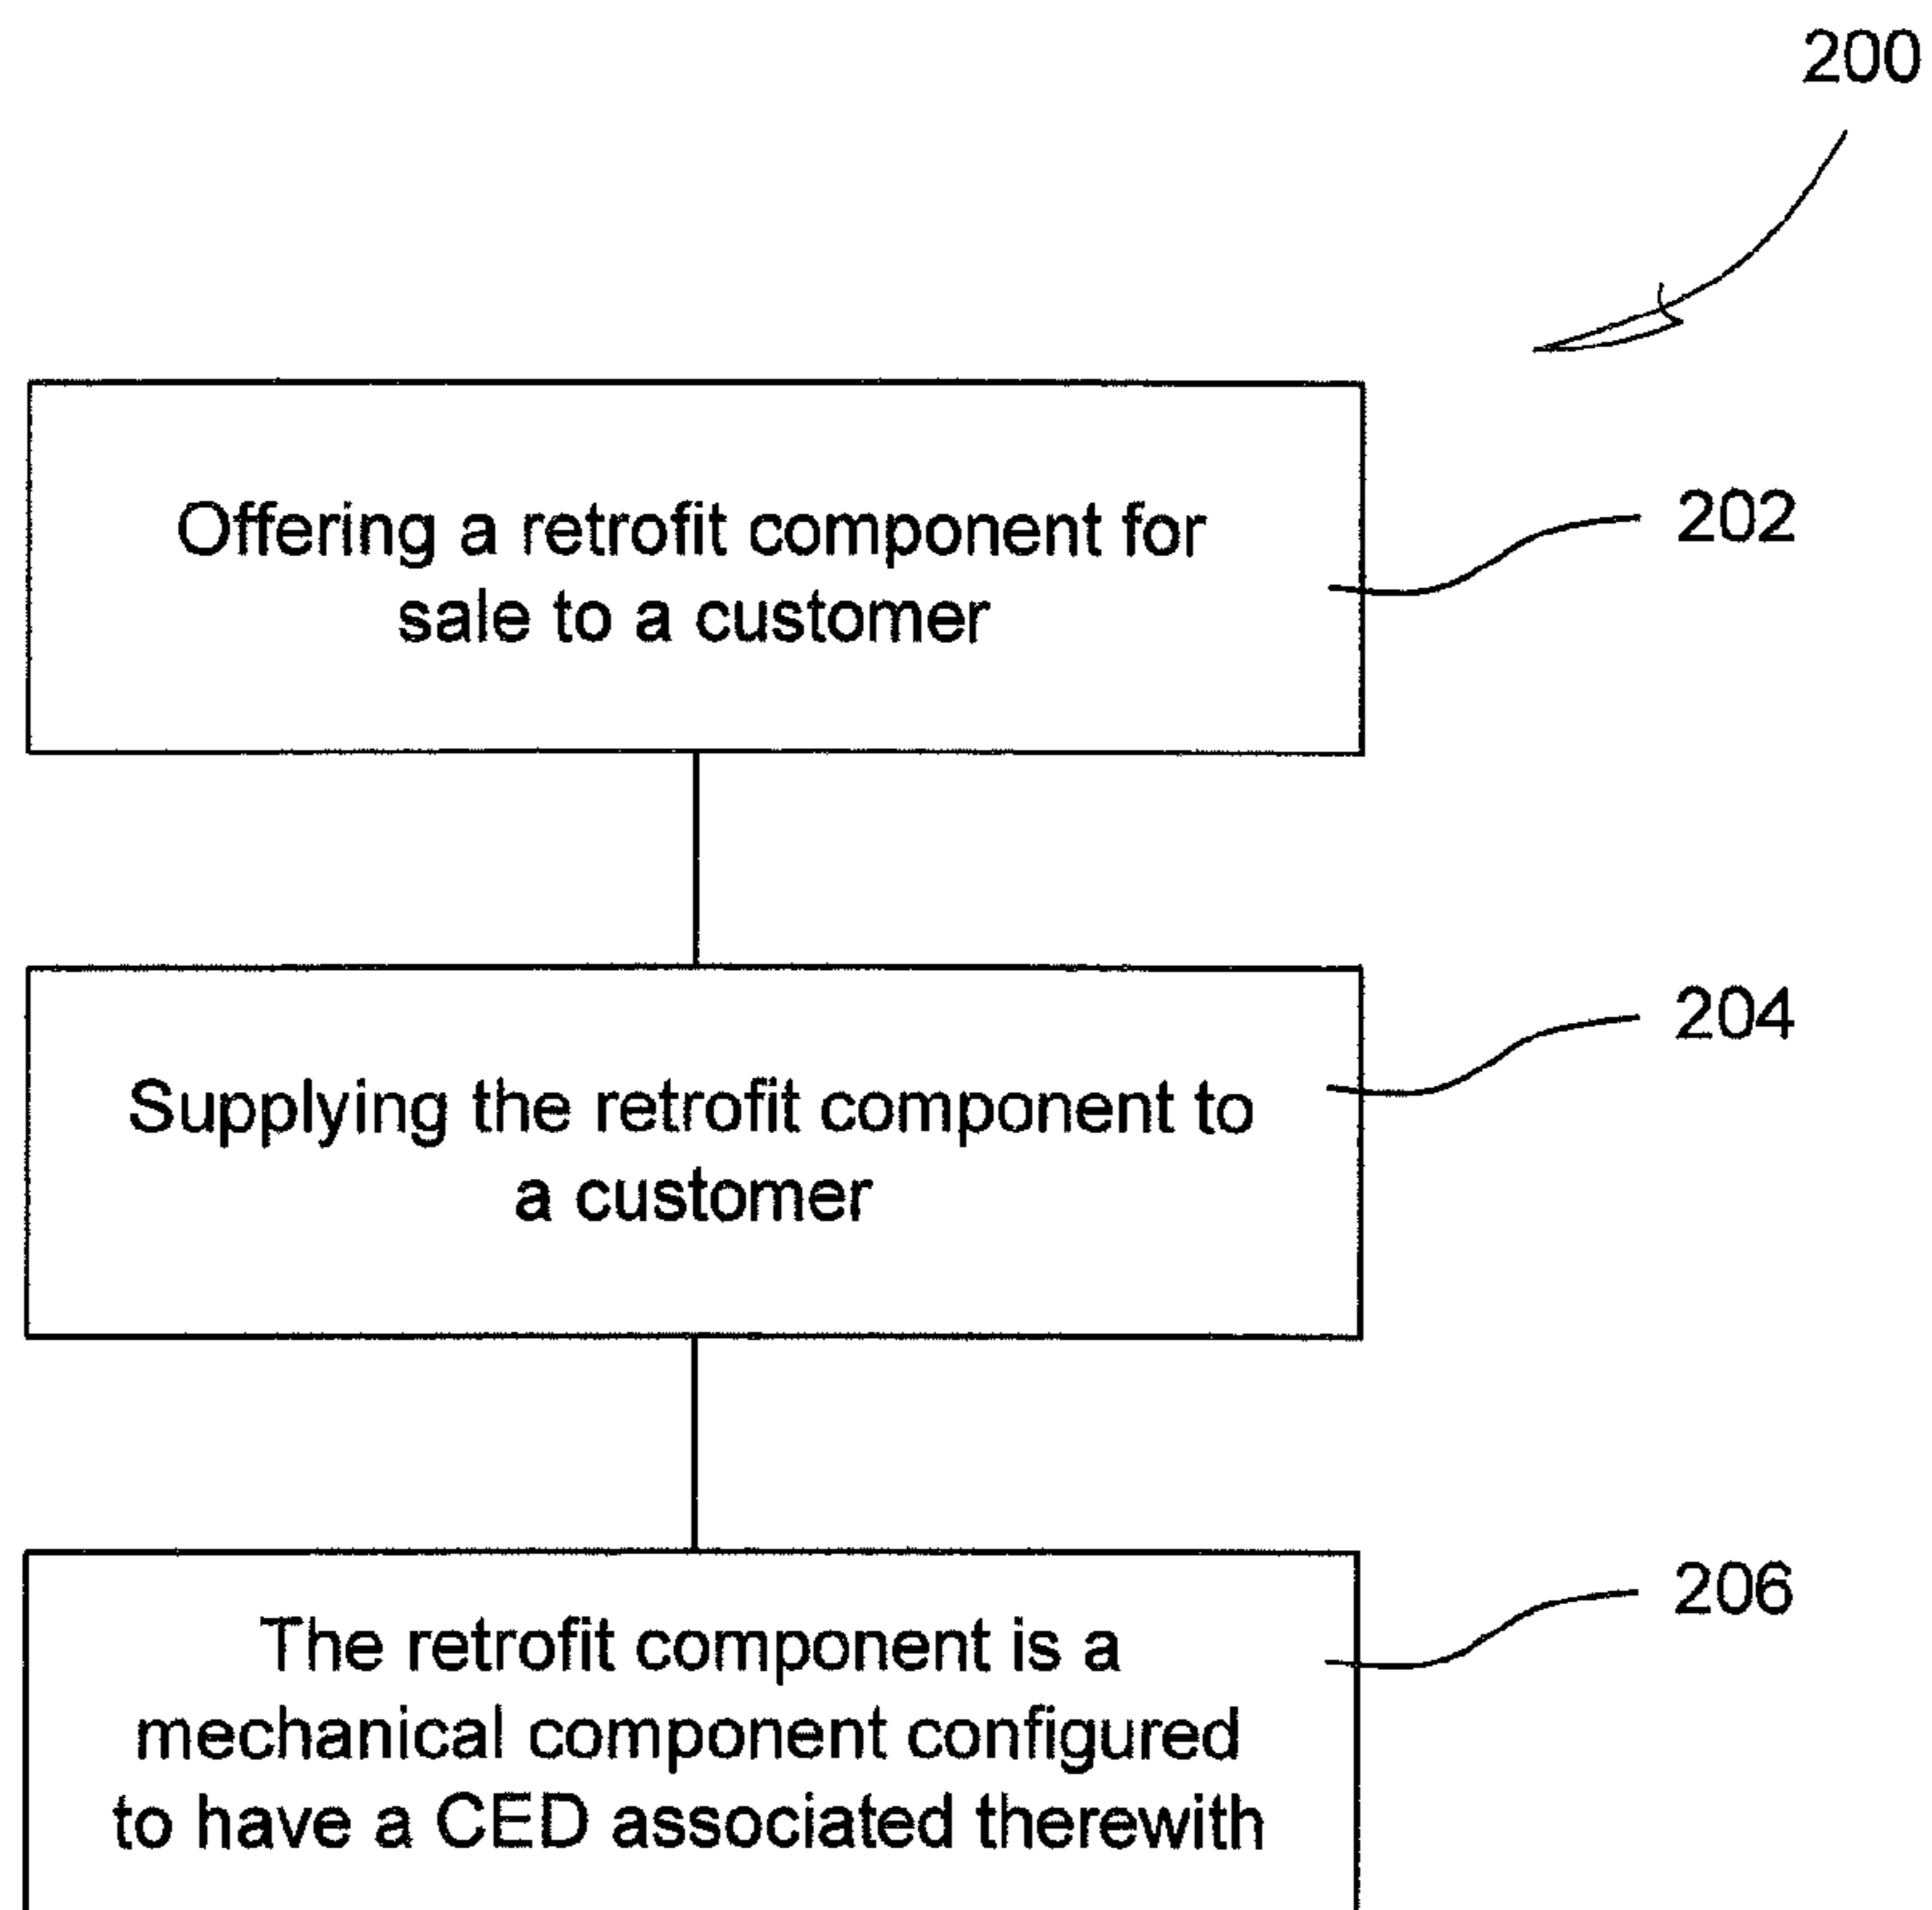 200
Offering a retrofit component for
sale to a customer
202
Supplying the retrofit component to
a customer
204
The retrofit component is a
mechanical component configured
to have a CED associated therewith
206